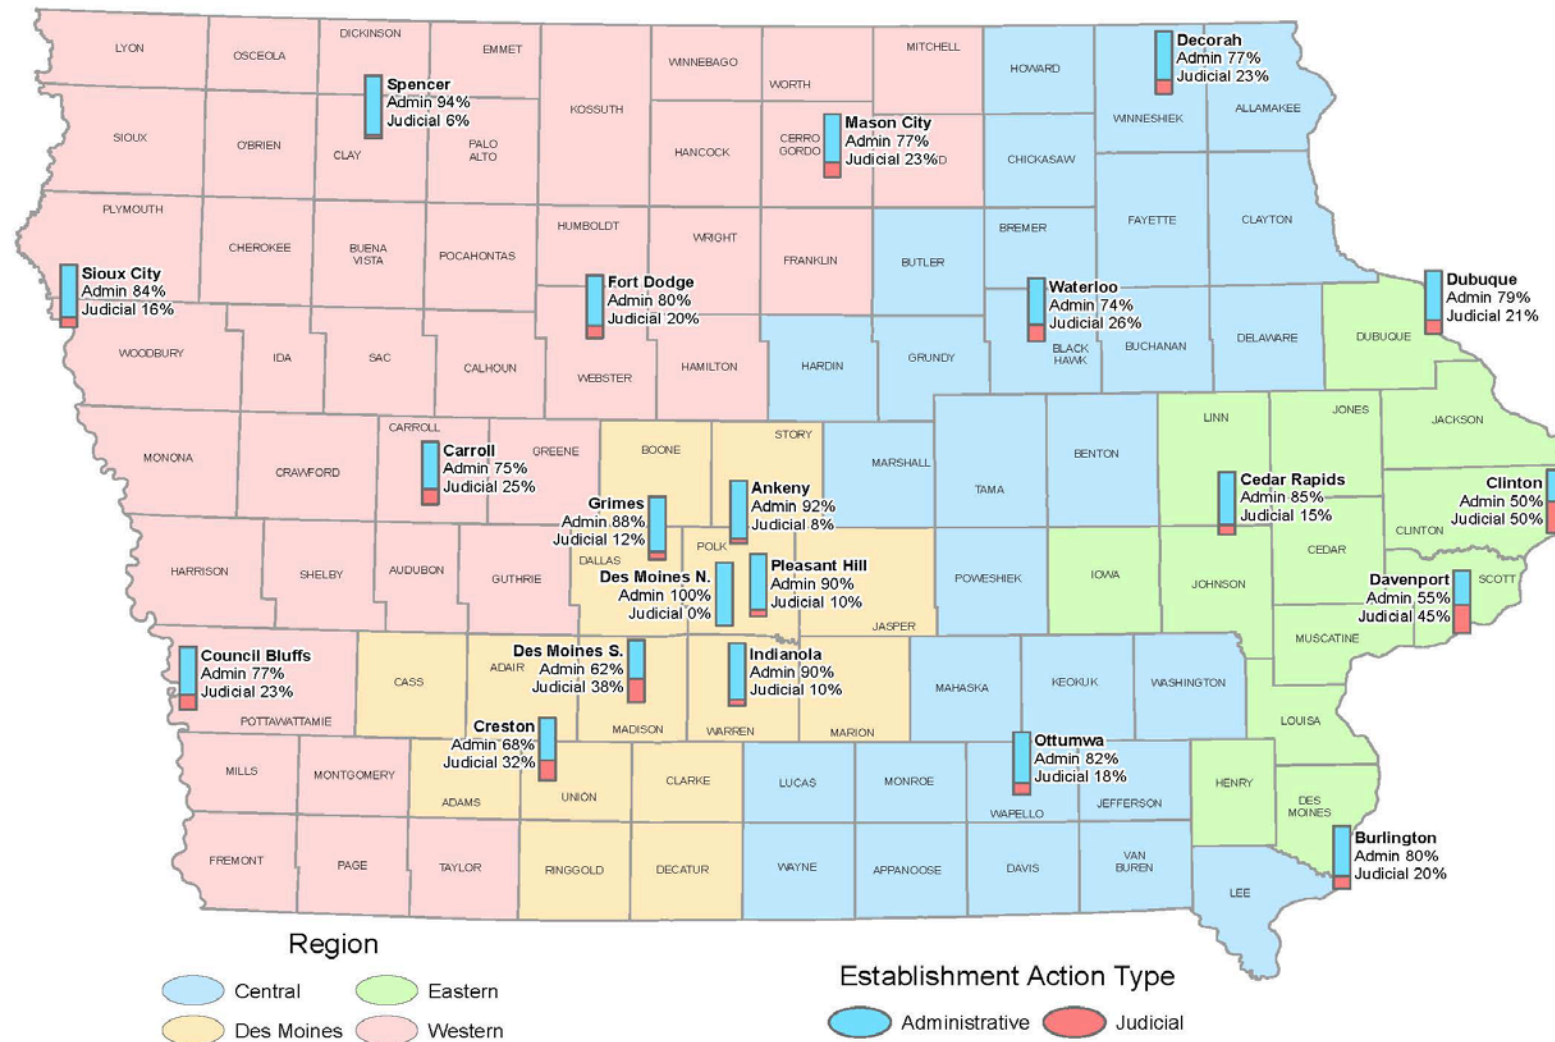 LYON
OSCEOLA
DICKINSON
EMMET
WINNEBAGO
WORTH
MITCHELL
HOWARD
Decorah
Admin 77%
Judicial 23%
WINNESHIEK
ALLAMAKEE
Spencer
Admin 94%
Judicial 6%
KOSSUTH
Mason City
Admin 77%
Judicial 23%
D
SIOUX
O'BRIEN
CLAY
PALO
ALTO
HANCOCK
CERRO
GORDO
CHICKASAW
PLYMOUTH
CHEROKEE
BUENA
VISTA
POCAHONTAS
HUMBOLDT
WRIGHT
FRANKLIN
BUTLER
BREMER
FAYETTE
CLAYTON
Sioux City
Admin 84%
Judicial 16%
Fort Dodge
Admin 80%
Judicial 20%
Waterloo
Admin 74%
Judicial 26%
Dubuque
Admin 79%
Judicial 21%
WOODBURY
IDA
SAC
CALHOUN
WEBSTER
HAMILTON
HARDIN
GRUNDY
BLACK
HAWK
BUCHANAN
DELAWARE
DUBUQUE
MONONA
CRAWFORD
CARROLL
Carroll
Admin 75%
Judicial 25%
GREENE
BOONE
STORY
MARSHALL
TAMA
BENTON
LINN
JONES
JACKSON
Grimes
Admin 88%
Judicial 12%
Ankeny
Admin 92%
Judicial 8%
Cedar Rapids
Admin 85%
Judicial 15%
Clinton
Admin 50%
Judicial 50%
CLINTON
HARRISON
SHELBY
AUDUBON
GUTHRIE
DALLAS
POLK
Des Moines N.
Admin 100%
Judicial 0%
Pleasant Hill
Admin 90%
Judicial 10%
JASPER
POWESHIEK
IOWA
JOHNSON
CEDAR
Davenport
Admin 55%
Judicial 45%
SCOTT
MUSCATINE
Council Bluffs
Admin 77%
Judicial 23%
POTTAWATTAMIE
CASS
ADAIR
Des Moines S.
Admin 62%
Judicial 38%
MADISON
Indianola
Admin 90%
Judicial 10%
WARREN
MARION
MAHASKA
KEOKUK
WASHINGTON
LOUISA
Creston
Admin 68%
Judicial 32%
Ottumwa
Admin 82%
Judicial 18%
MILLS
MONTGOMERY
ADAMS
UNION
CLARKE
LUCAS
MONROE
WAPELLO
JEFFERSON
HENRY
DES
MOINES
Burlington
Admin 80%
Judicial 20%
FREMONT
PAGE
TAYLOR
RINGGOLD
DECATUR
WAYNE
APPANOOSE
DAVIS
VAN
BUREN
LEE
Region
Central
Eastern
Des Moines
Western
Establishment Action Type
Administrative
Judicial